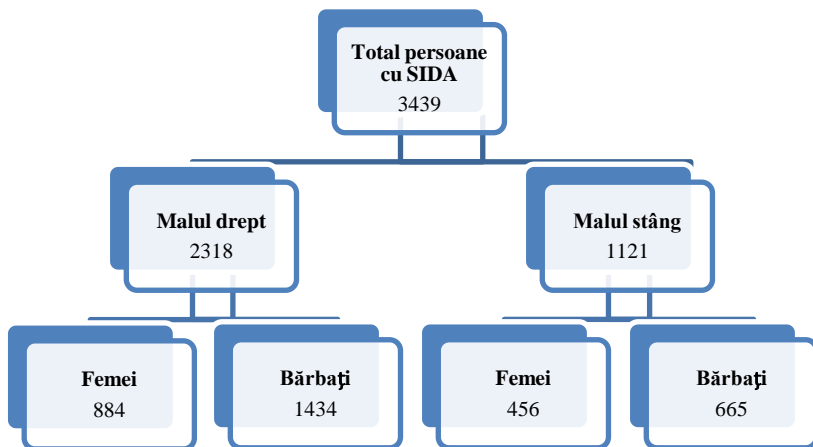 Total persoane
cu SIDA
3439
Malul drept
2318
Malul stâng
1121
Femei
884
Bărbaţi
1434
Femei
456
Bărbaţi
665